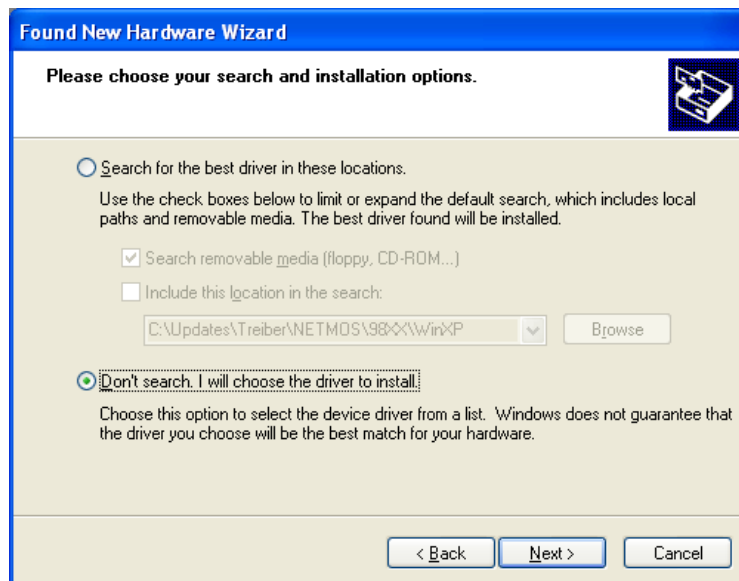 Found New Hardware Wizard
Please choose your search and installation options.
Search for the best driver in these locations.
Use the check boxes below to limit or expand the default search, which includes local
paths and removable media. The best driver found will be installed.
Search removable media (floppy, CD-ROM...)
Include this location in the search:
C:\Updates\Treiber\NETMOS\98XX\WinXP
Browse
Don't search. I will choose the driver to install.
Choose this option to select the device driver from a list.  Windows does not guarantee that
the driver you choose will be the best match for your hardware.
< Back
Next >
Cancel